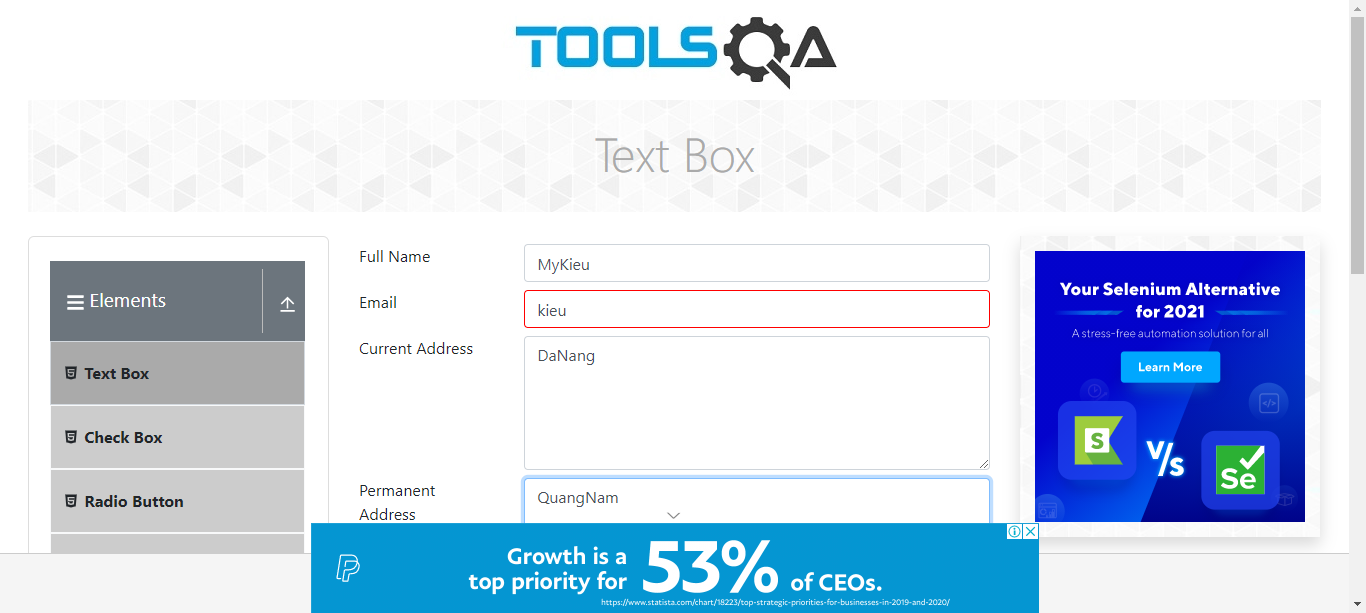 TOOLSQA
Text Box
Elements
Text Box
Check Box
Radio Button
Full Name
MyKieu
Email
kieu
Current Address
DaNang
Permanent
Address
QuangNam
Your Selenium Alternative
for 2021
A stress-free automation solution for all
Learn More
S
V/s
Se
Growth is a
top priority for
53%
of CEOs.
https://www.statista.com/chart/18223/top-strategic-priorities-for-businesses-in-2019-and-2020/